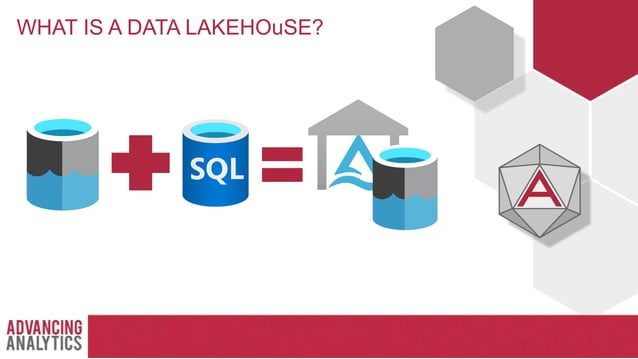 WHAT IS A DATA LAKEHOuSE?
SQL
A
ADVANCING
ANALYTICS